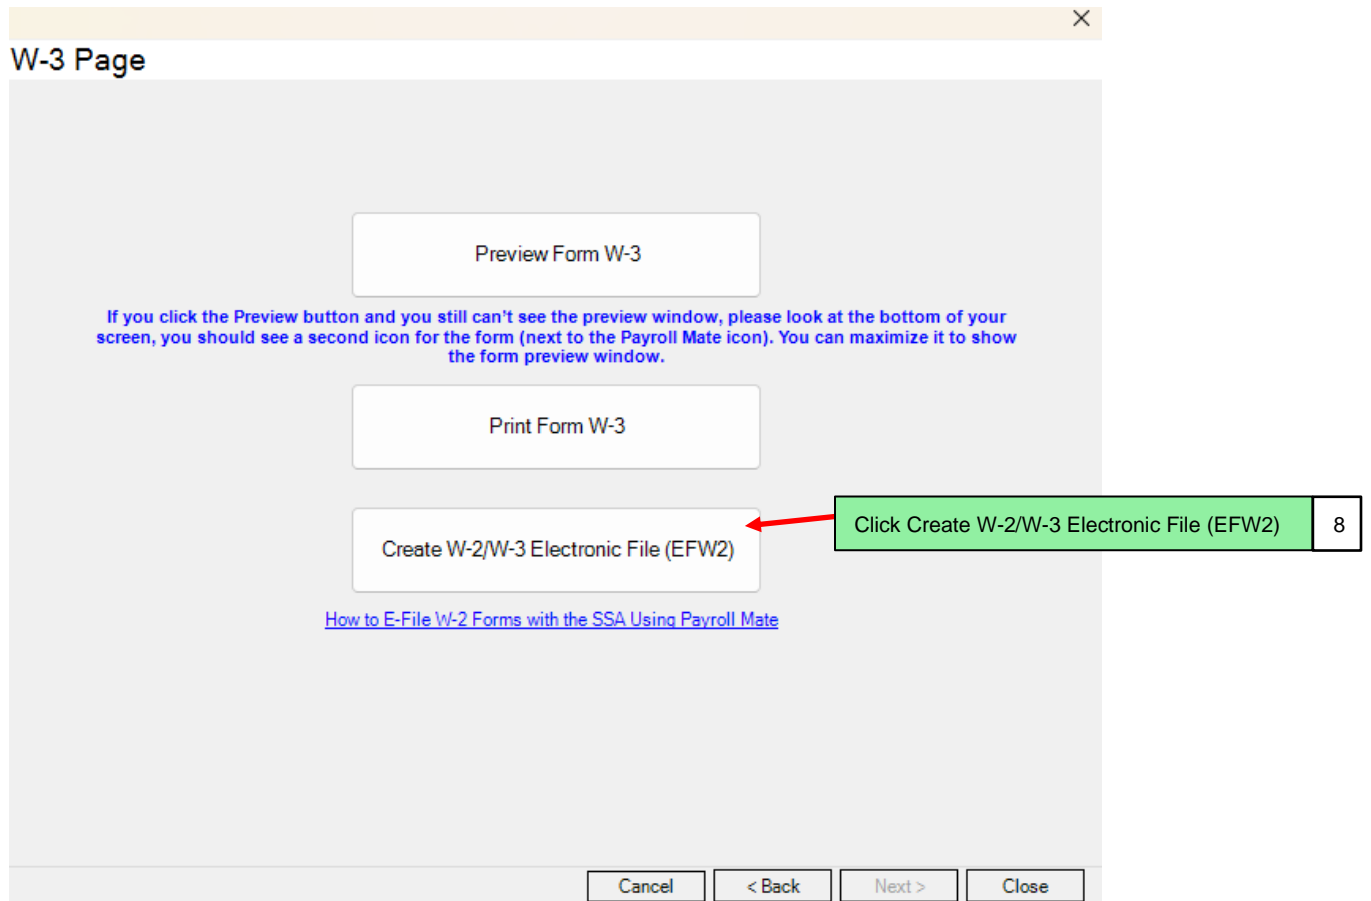 W-3 Page
Preview Form W-3
If you click the Preview button and you still can't see the preview window, please look at the bottom of your
screen, you should see a second icon for the form (next to the Payroll Mate icon). You can maximize it to show
the form preview window.
Print Form W-3
Click Create W-2/W-3 Electronic File (EFW2) 8
Create W-2/W-3 Electronic File (EFW2)
How to E-File W-2 Forms with the SSA Using Payroll Mate
Cancel < Back Next > Close